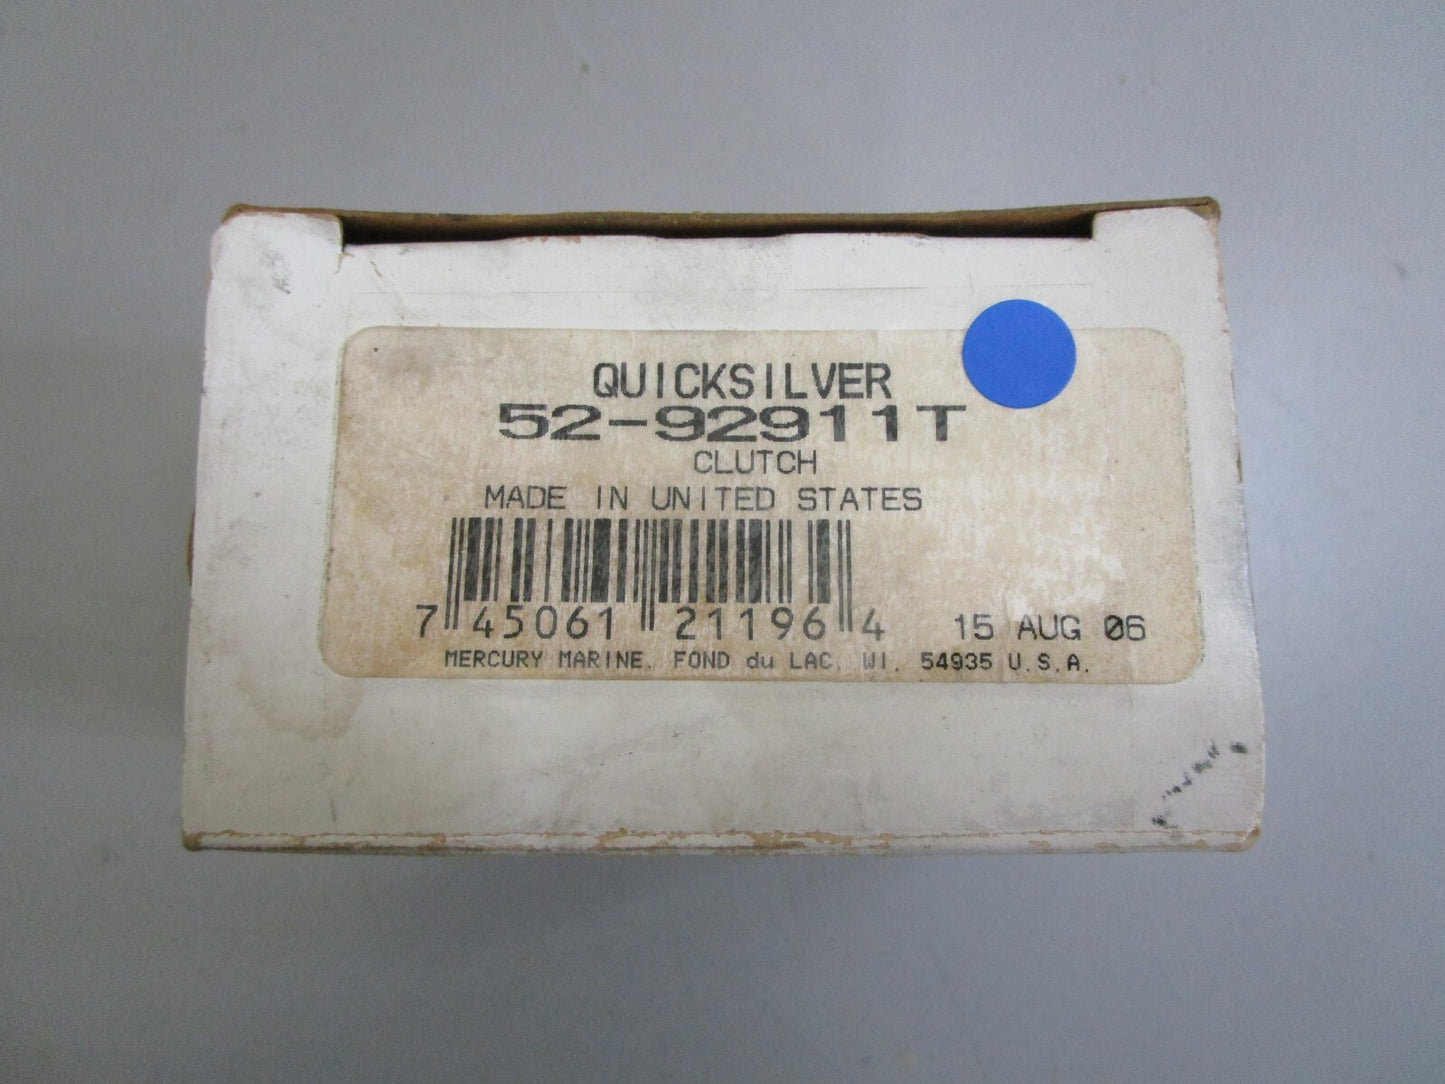 QUICKSILVER
52-92911T
CLUTCH
MADE IN UNITED STATES
7 45061 21196 4 15 AUG 06
MERCURY MARINE. FOND du LAC, WI. 54935 U.S.A.